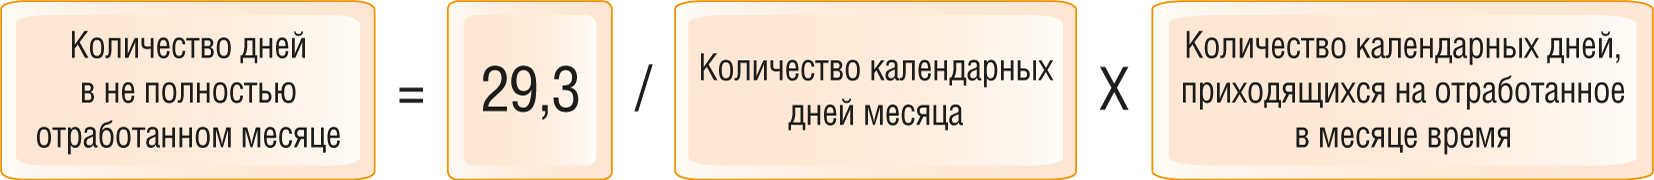 Количество дней
в не полностью
отработанном месяце
=
29,3
/
Количество календарных
дней месяца
X
Количество календарных дней,
приходящихся на отработанное
в месяце время